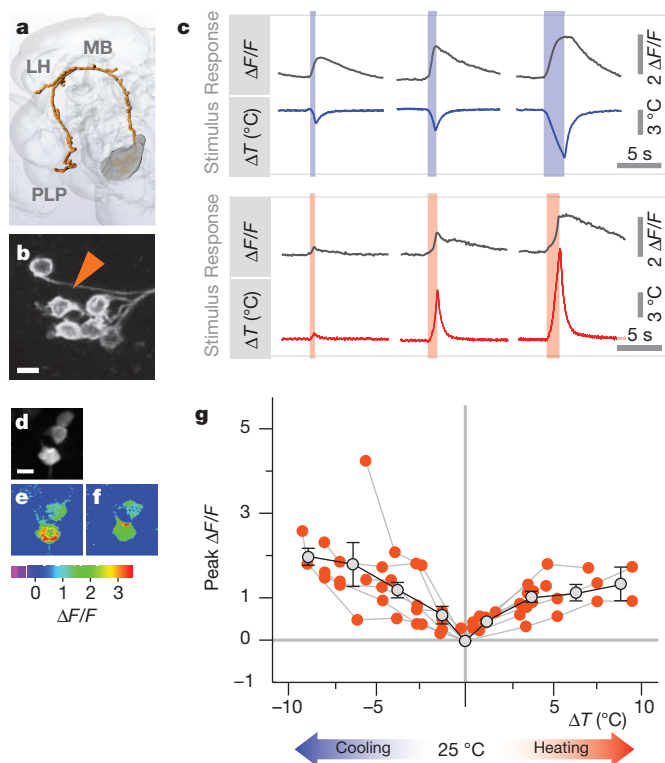 a
MB
LH
PLP
b
c
Response
ΔF/F
2 ΔF/F
Stimulus
ΔT (°C)
3 °C
5 s
Response
ΔF/F
2 ΔF/F
Stimulus
ΔT (°C)
3 °C
5 s
d
e
f
0 1 2 3
ΔF/F
g
Peak ΔF/F
5
3
1
0
–1
–10 –5 0 5 10
ΔT (°C)
Cooling 25 °C Heating